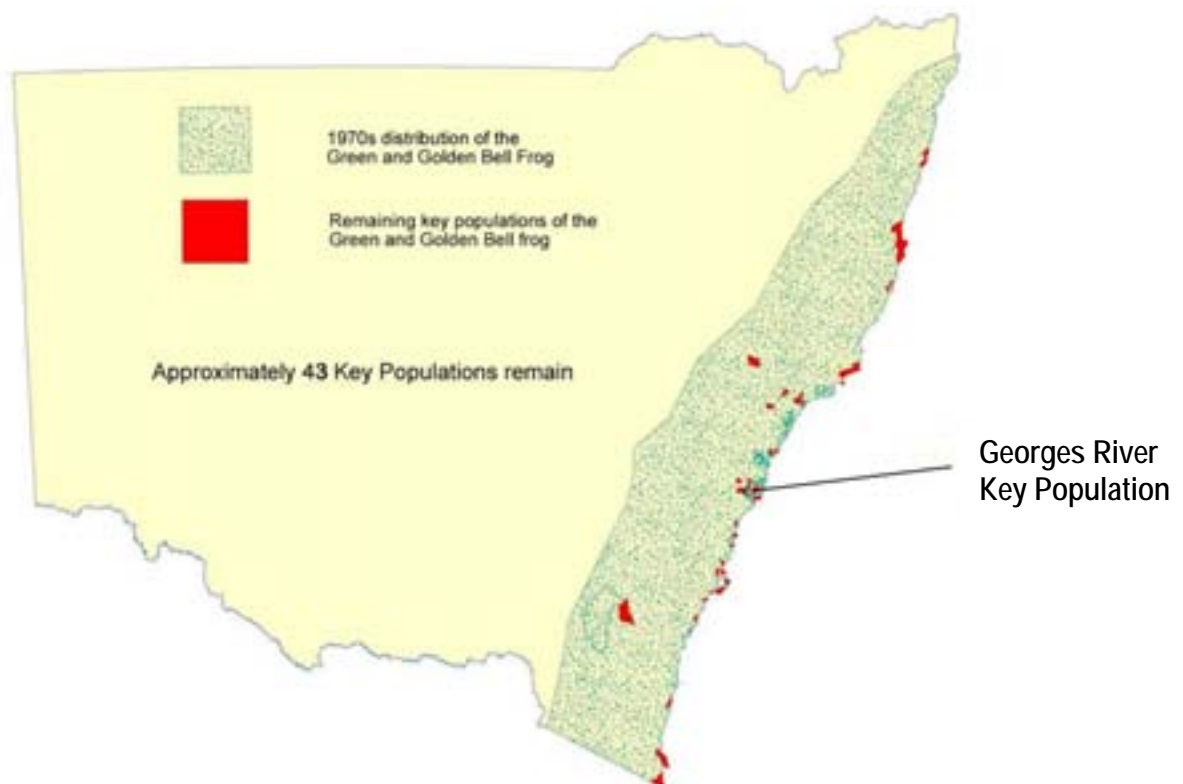 1970s distribution of the
Green and Golden Bell Frog
Remaining key populations of the
Green and Golden Bell frog
Approximately 43 Key Populations remain
Georges River
Key Population